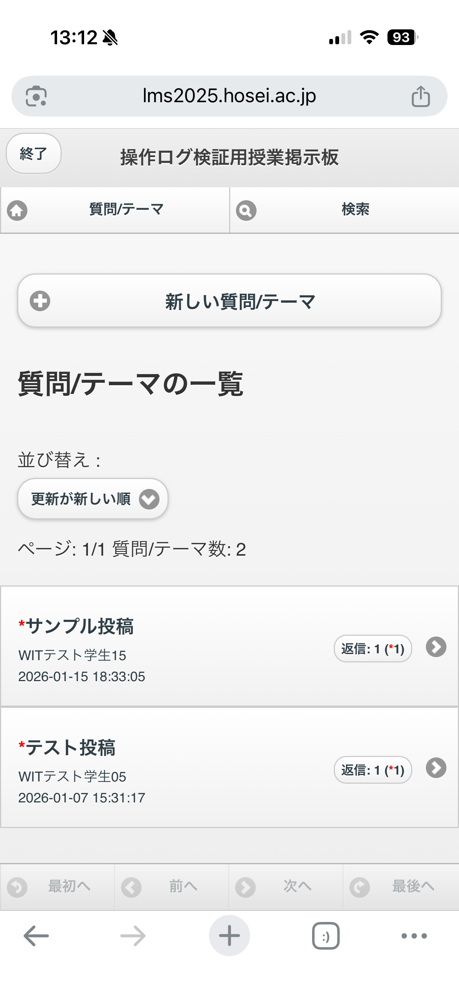 13:12
93
lms2025.hosei.ac.jp
終了
操作ログ検証用授業掲示板
質問/テーマ
検索
新しい質問/テーマ
質問/テーマの一覧
並び替え :
更新が新しい順
ページ: 1/1 質問/テーマ数: 2
*サンプル投稿
WITテスト学生15
2026-01-15 18:33:05
返信: 1 (*1)
*テスト投稿
WITテスト学生05
2026-01-07 15:31:17
返信: 1 (*1)
最初へ
前へ
次へ
最後へ
:)